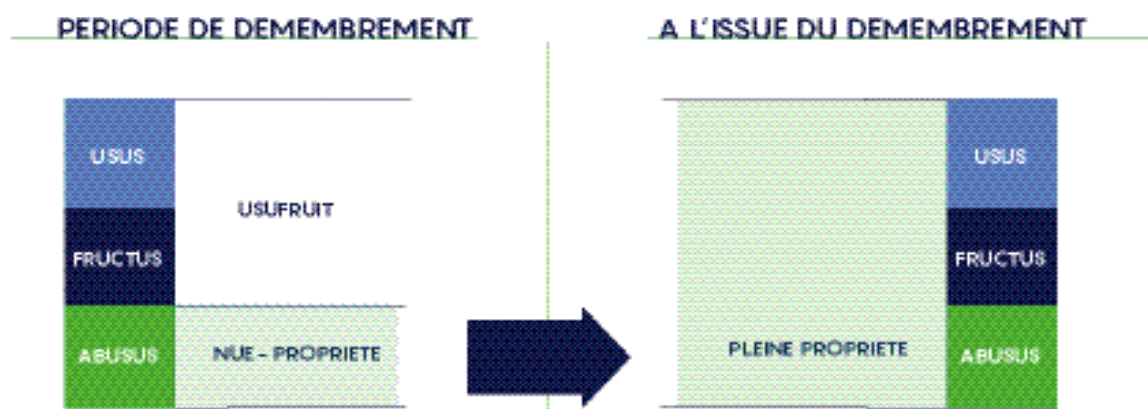 PERIODE DE DEMEMBREMENT
USUS
USUFRUIT
FRUCTUS
ABUSUS
NUE - PROPRIETE
A L'ISSUE DU DEMEMBREMENT
USUS
FRUCTUS
PLEINE PROPRIETE
ABUSUS